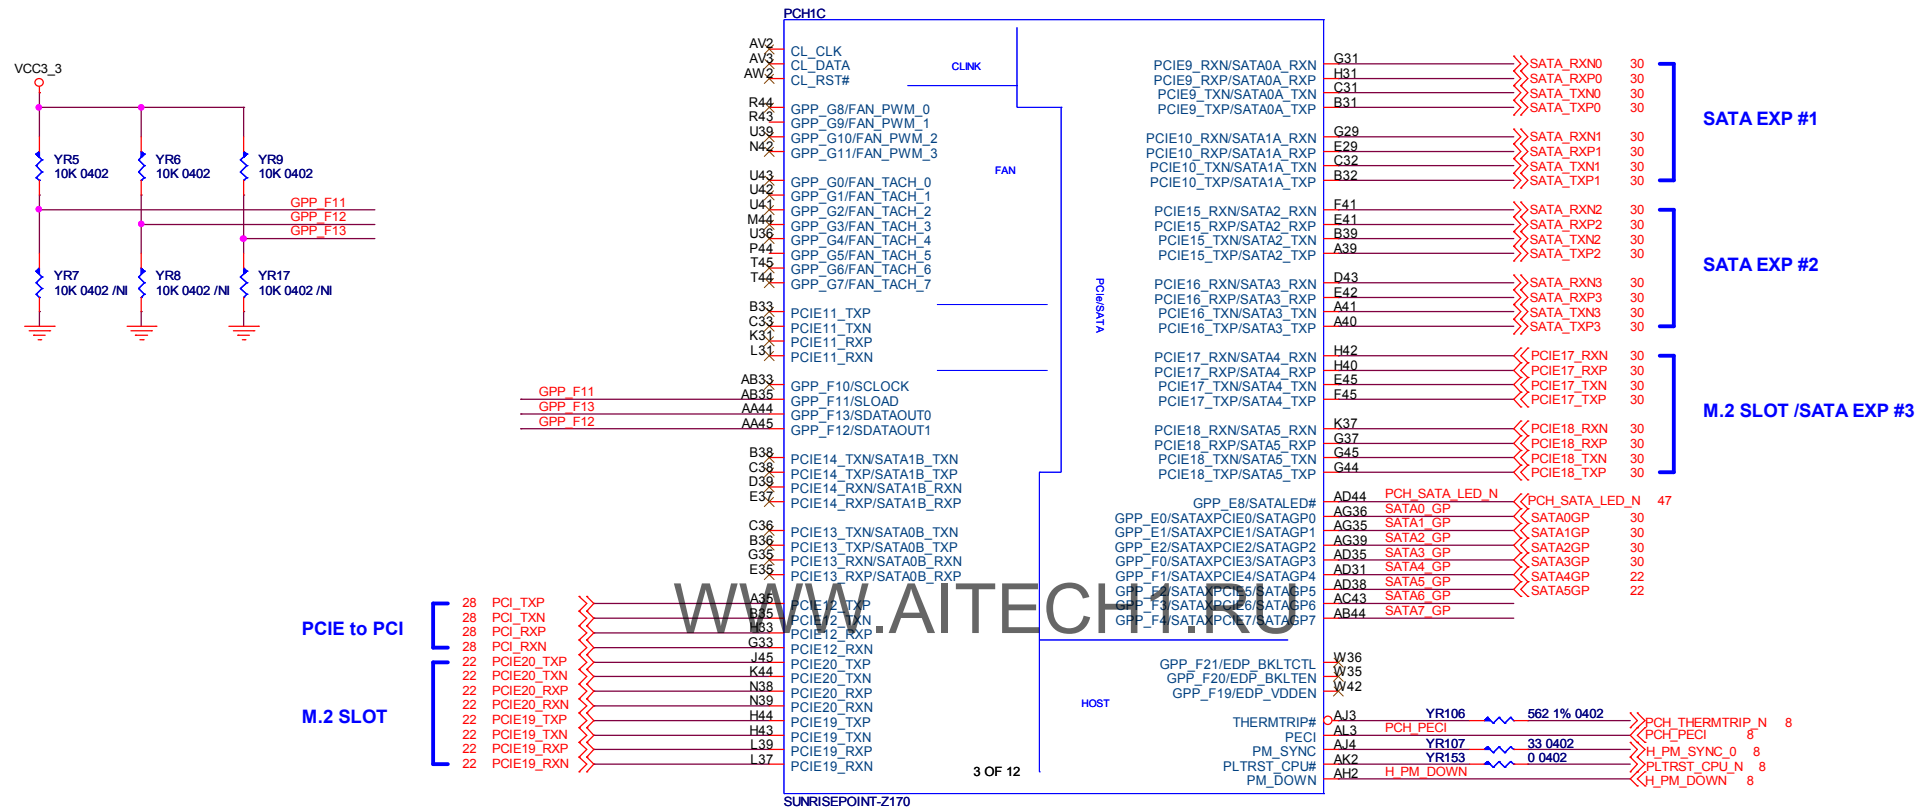 PCH1C
VCC3_3
YR5
10K 0402
YR6
10K 0402
YR9
10K 0402
GPP_F11
GPP_F12
GPP_F13
YR7
10K 0402 /NI
YR8
10K 0402 /NI
YR17
10K 0402 /NI
AV2 CL_CLK
AV3 CL_DATA
AW2 CL_RST#
CLINK
R44 GPP_G8/FAN_PWM_0
R43 GPP_G9/FAN_PWM_1
U39 GPP_G10/FAN_PWM_2
N42 GPP_G11/FAN_PWM_3
FAN
U43 GPP_G0/FAN_TACH_0
U42 GPP_G1/FAN_TACH_1
U41 GPP_G2/FAN_TACH_2
M44 GPP_G3/FAN_TACH_3
U36 GPP_G4/FAN_TACH_4
P44 GPP_G5/FAN_TACH_5
T45 GPP_G6/FAN_TACH_6
T44 GPP_G7/FAN_TACH_7
B33 PCIE11_TXP
C33 PCIE11_TXN
K31 PCIE11_RXP
L31 PCIE11_RXN
PCIe/SATA
AB33 GPP_F10/SCLOCK
GPP_F11 AB35 GPP_F11/SLOAD
GPP_F13 AA44 GPP_F13/SDATAOUT0
GPP_F12 AA45 GPP_F12/SDATAOUT1
B38 PCIE14_TXN/SATA1B_TXN
C38 PCIE14_TXP/SATA1B_TXP
D39 PCIE14_RXN/SATA1B_RXN
E37 PCIE14_RXP/SATA1B_RXP
C36 PCIE13_TXN/SATA0B_TXN
B36 PCIE13_TXP/SATA0B_TXP
G35 PCIE13_RXN/SATA0B_RXN
E35 PCIE13_RXP/SATA0B_RXP
WWW.AITECH1.RU
PCIE to PCI
28 PCI_TXP A35 PCIE12_TXP
28 PCI_TXN B35 PCIE12_TXN
28 PCI_RXP H33 PCIE12_RXP
28 PCI_RXN G33 PCIE12_RXN
M.2 SLOT
22 PCIE20_TXP J45 PCIE20_TXP
22 PCIE20_TXN K44 PCIE20_TXN
22 PCIE20_RXP N38 PCIE20_RXP
22 PCIE20_RXN N39 PCIE20_RXN
22 PCIE19_TXP H44 PCIE19_TXP
22 PCIE19_TXN H43 PCIE19_TXN
22 PCIE19_RXP L39 PCIE19_RXP
22 PCIE19_RXN L37 PCIE19_RXN
PCIE9_RXN/SATA0A_RXN G31 SATA_RXN0 30
PCIE9_RXP/SATA0A_RXP H31 SATA_RXP0 30
PCIE9_TXN/SATA0A_TXN C31 SATA_TXN0 30
PCIE9_TXP/SATA0A_TXP B31 SATA_TXP0 30
SATA EXP #1
PCIE10_RXN/SATA1A_RXN G29 SATA_RXN1 30
PCIE10_RXP/SATA1A_RXP E29 SATA_RXP1 30
PCIE10_TXN/SATA1A_TXN C32 SATA_TXN1 30
PCIE10_TXP/SATA1A_TXP B32 SATA_TXP1 30
PCIE15_RXN/SATA2_RXN F41 SATA_RXN2 30
PCIE15_RXP/SATA2_RXP E41 SATA_RXP2 30
PCIE15_TXN/SATA2_TXN B39 SATA_TXN2 30
PCIE15_TXP/SATA2_TXP A39 SATA_TXP2 30
SATA EXP #2
PCIE16_RXN/SATA3_RXN D43 SATA_RXN3 30
PCIE16_RXP/SATA3_RXP E42 SATA_RXP3 30
PCIE16_TXN/SATA3_TXN A41 SATA_TXN3 30
PCIE16_TXP/SATA3_TXP A40 SATA_TXP3 30
PCIE17_RXN/SATA4_RXN H42 PCIE17_RXN 30
PCIE17_RXP/SATA4_RXP H40 PCIE17_RXP 30
PCIE17_TXN/SATA4_TXN E45 PCIE17_TXN 30
PCIE17_TXP/SATA4_TXP F45 PCIE17_TXP 30
M.2 SLOT /SATA EXP #3
PCIE18_RXN/SATA5_RXN K37 PCIE18_RXN 30
PCIE18_RXP/SATA5_RXP G37 PCIE18_RXP 30
PCIE18_TXN/SATA5_TXN G45 PCIE18_TXN 30
PCIE18_TXP/SATA5_TXP G44 PCIE18_TXP 30
GPP_E8/SATALED# AD44 PCH_SATA_LED_N PCH_SATA_LED_N 47
GPP_E0/SATAXPCIE0/SATAGP0 AG36 SATA0_GP SATA0GP 30
GPP_E1/SATAXPCIE1/SATAGP1 AG35 SATA1_GP SATA1GP 30
GPP_E2/SATAXPCIE2/SATAGP2 AG39 SATA2_GP SATA2GP 30
GPP_F0/SATAXPCIE3/SATAGP3 AD35 SATA3_GP SATA3GP 30
GPP_F1/SATAXPCIE4/SATAGP4 AD31 SATA4_GP SATA4GP 22
GPP_F2/SATAXPCIE5/SATAGP5 AD38 SATA5_GP SATA5GP 22
GPP_F3/SATAXPCIE6/SATAGP6 AC43 SATA6_GP
GPP_F4/SATAXPCIE7/SATAGP7 AB44 SATA7_GP
GPP_F21/EDP_BKLTCTL W36
GPP_F20/EDP_BKLTEN W35
GPP_F19/EDP_VDDEN W42
HOST
THERMTRIP# AJ3 YR106 562 1% 0402 PCH_THERMTRIP_N 8
PECI AL3 PCH_PECI PCH_PECI 8
PM_SYNC AJ4 YR107 33 0402 H_PM_SYNC_0 8
PLTRST_CPU# AK2 YR153 0 0402 PLTRST_CPU_N 8
PM_DOWN AH2 H_PM_DOWN H_PM_DOWN 8
3 OF 12
SUNRISEPOINT-Z170